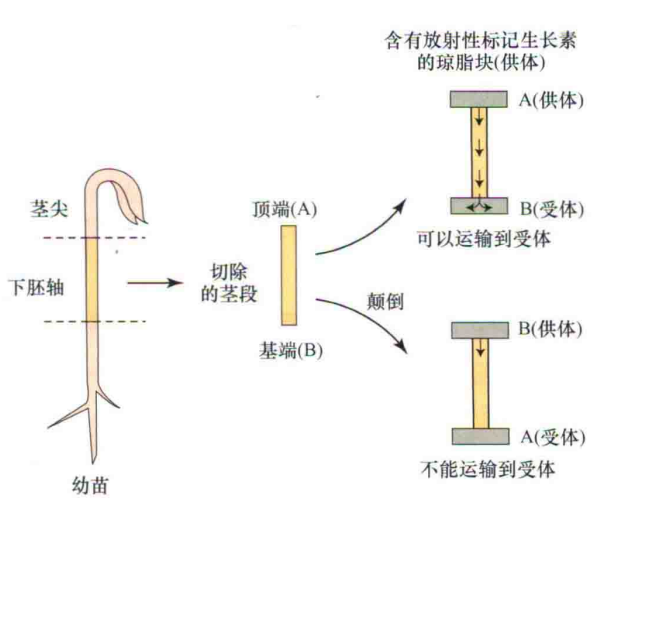 含有放射性标记生长素
的琼脂块(供体)
A(供体)
茎尖
顶端(A)
B(受体)
可以运输到受体
下胚轴
切除
的茎段
颠倒
基端(B)
B(供体)
A(受体)
不能运输到受体
幼苗